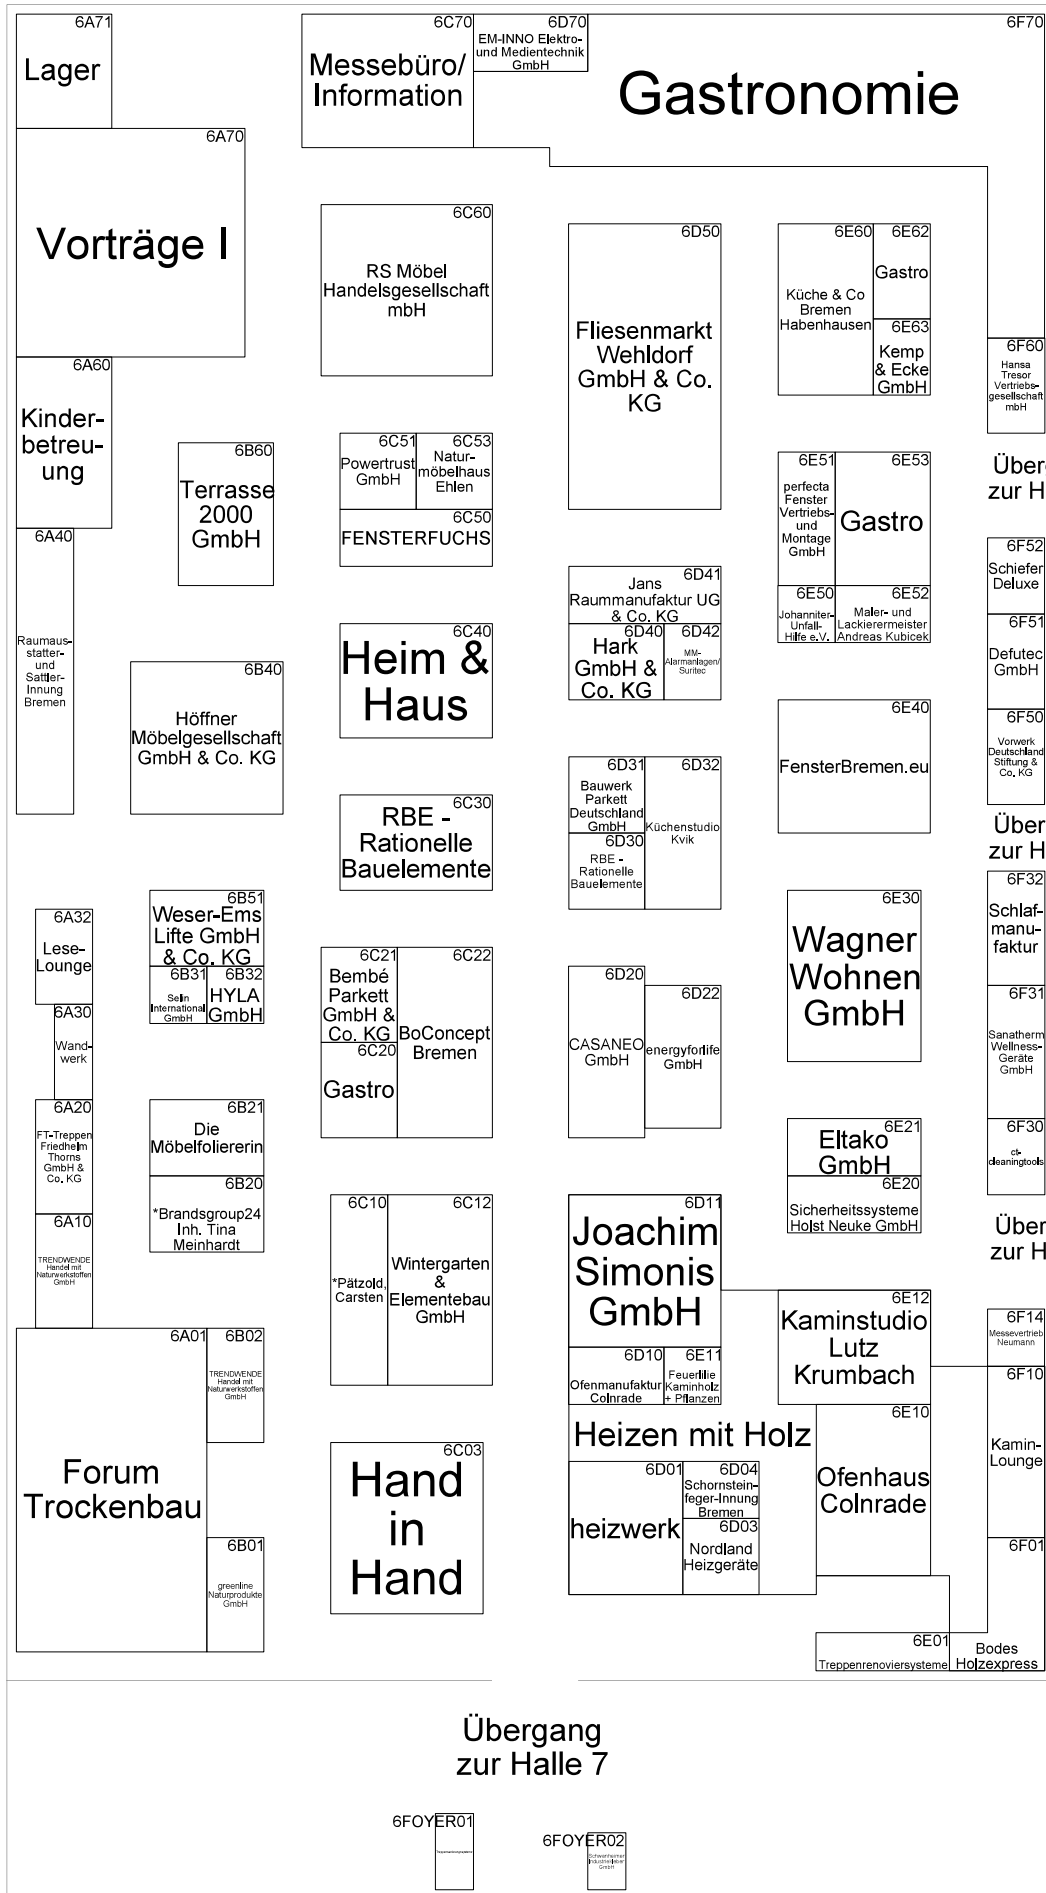 6A71
Lager
6C70
Messebüro/
Information
6D70
EM-INNO Elektro-
und Medientechnik
GmbH
6F70
Gastronomie
6A70
Vorträge I
6C60
RS Möbel
Handelsgesellschaft
mbH
6D50
Fliesenmarkt
Wehldorf
GmbH & Co.
KG
6E60
Küche & Co
Bremen
Habenhausen
6E62
Gastro
6E63
Kemp
& Ecke
GmbH
6F60
Hansa
Tresor
Vertriebs-
gesellschaft
mbH
6A60
Kinder-
betreu-
ung
6B60
Terrasse
2000
GmbH
6C51
Powertrust
GmbH
6C53
Natur-
möbelhaus
Ehlen
6C50
FENSTERFUCHS
6E51
perfecta
Fenster
Vertriebs-
und
Montage
GmbH
6E53
Gastro
Über
zur H
6A40
Raumaus-
statter-
und
Sattler-
Innung
Bremen
6D41
Jans
Raummanufaktur UG
& Co. KG
6D40
Hark
GmbH &
Co. KG
6D42
MM-
Alarmanlagen/
Suritec
6E50
Johanniter-
Unfall-
Hilfe e.V.
6E52
Maler- und
Lackierermeister
Andreas Kubicek
6F52
Schiefer
Deluxe
6F51
Defutec
GmbH
6B40
Höffner
Möbelgesellschaft
GmbH & Co. KG
6C40
Heim &
Haus
6E40
FensterBremen.eu
6F50
Vorwerk
Deutschland
Stiftung &
Co. KG
6C30
RBE -
Rationelle
Bauelemente
6D31
Bauwerk
Parkett
Deutschland
GmbH
6D30
RBE -
Rationelle
Bauelemente
6D32
Küchenstudio
Kvik
Über
zur H
6A32
Lese-
Lounge
6B51
Weser-Ems
Lifte GmbH
& Co. KG
6B31
Selin
International
GmbH
6B32
HYLA
GmbH
6E30
Wagner
Wohnen
GmbH
6F32
Schlaf-
manu-
faktur
6A30
Wand-
werk
6C21
Bembé
Parkett
GmbH &
Co. KG
6C20
Gastro
6C22
BoConcept
Bremen
6D20
CASANEO
GmbH
6D22
energyforlife
GmbH
6F31
Sanatherm
Wellness-
Geräte
GmbH
6A20
FT-Treppen
Friedhelm
Thorns
GmbH &
Co. KG
6B21
Die
Möbelfoliererin
6B20
*Brandsgroup24
Inh. Tina
Meinhardt
6E21
Eltako
GmbH
6E20
Sicherheitssysteme
Holst Neuke GmbH
6F30
ct-
cleaningtools
6A10
TRENDWENDE
Handel mit
Naturwerkstoffen
GmbH
6C10
*Pätzold,
Carsten
6C12
Wintergarten
&
Elementebau
GmbH
6D11
Joachim
Simonis
GmbH
Über
zur H
6A01
Forum
Trockenbau
6B02
TRENDWENDE
Handel mit
Naturwerkstoffen
GmbH
6D10
Ofenmanufaktur
Colnrade
6E11
Feuerlilie
Kaminholz
+ Pflanzen
6E12
Kaminstudio
Lutz
Krumbach
6F14
Messevertrieb
Neumann
6F10
Kamin-
Lounge
Heizen mit Holz
6E10
Ofenhaus
Colnrade
6C03
Hand
in
Hand
6D01
heizwerk
6D04
Schornstein-
feger-Innung
Bremen
6D03
Nordland
Heizgeräte
6B01
greenline
Naturprodukte
GmbH
6F01
Bodes
Holzexpress
6E01
Treppenrenoviersysteme
Übergang
zur Halle 7
6FOYER01
6FOYER02
Schwanheimer
Industriekleber
GmbH